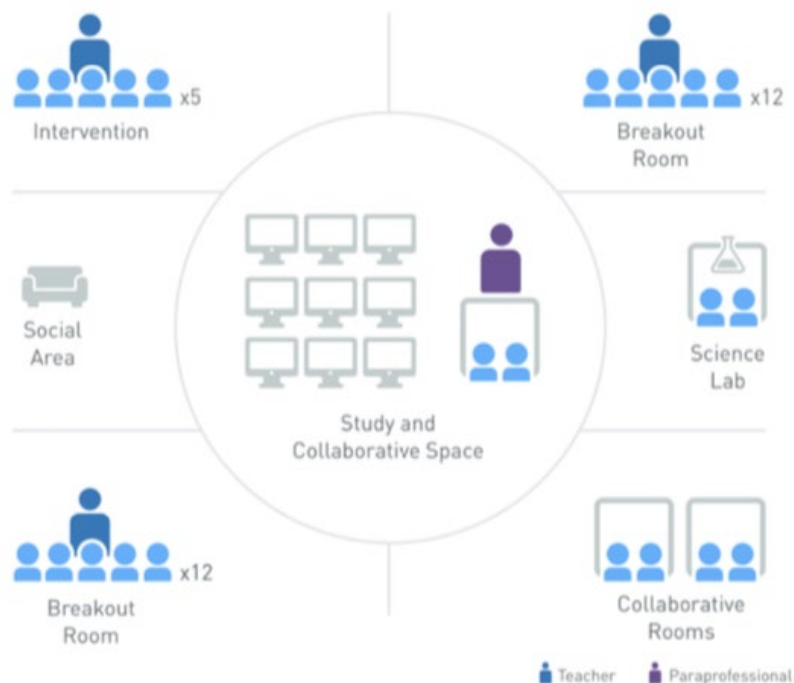 x5
Intervention
x12
Breakout
Room
Social
Area
Science
Lab
Study and
Collaborative Space
x12
Breakout
Room
Collaborative
Rooms
Teacher
Paraprofessional